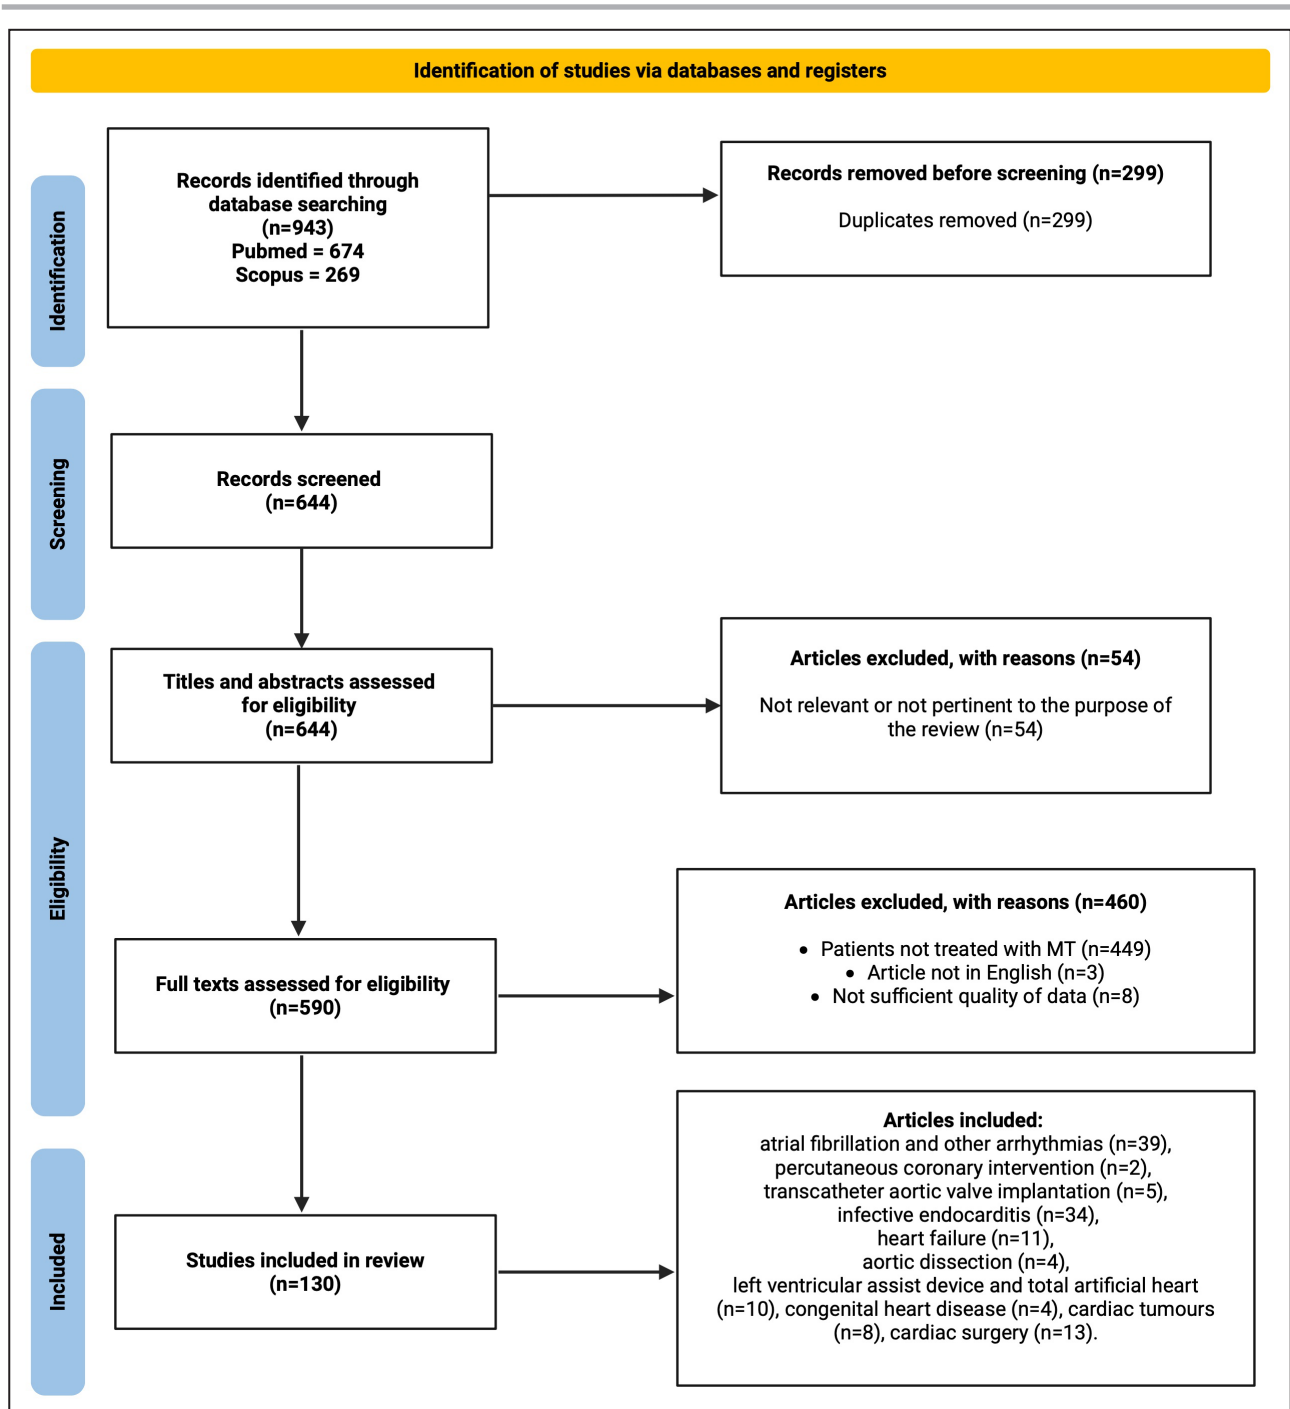 Identification of studies via databases and registers
Identification
Records identified through
database searching
(n=943)
Pubmed = 674
Scopus = 269
Records removed before screening (n=299)
Duplicates removed (n=299)
Screening
Records screened
(n=644)
Eligibility
Titles and abstracts assessed
for eligibility
(n=644)
Articles excluded, with reasons (n=54)
Not relevant or not pertinent to the purpose of
the review (n=54)
Full texts assessed for eligibility
(n=590)
Articles excluded, with reasons (n=460)
• Patients not treated with MT (n=449)
• Article not in English (n=3)
• Not sufficient quality of data (n=8)
Included
Studies included in review
(n=130)
Articles included:
atrial fibrillation and other arrhythmias (n=39),
percutaneous coronary intervention (n=2),
transcatheter aortic valve implantation (n=5),
infective endocarditis (n=34),
heart failure (n=11),
aortic dissection (n=4),
left ventricular assist device and total artificial heart
(n=10), congenital heart disease (n=4), cardiac tumours
(n=8), cardiac surgery (n=13).